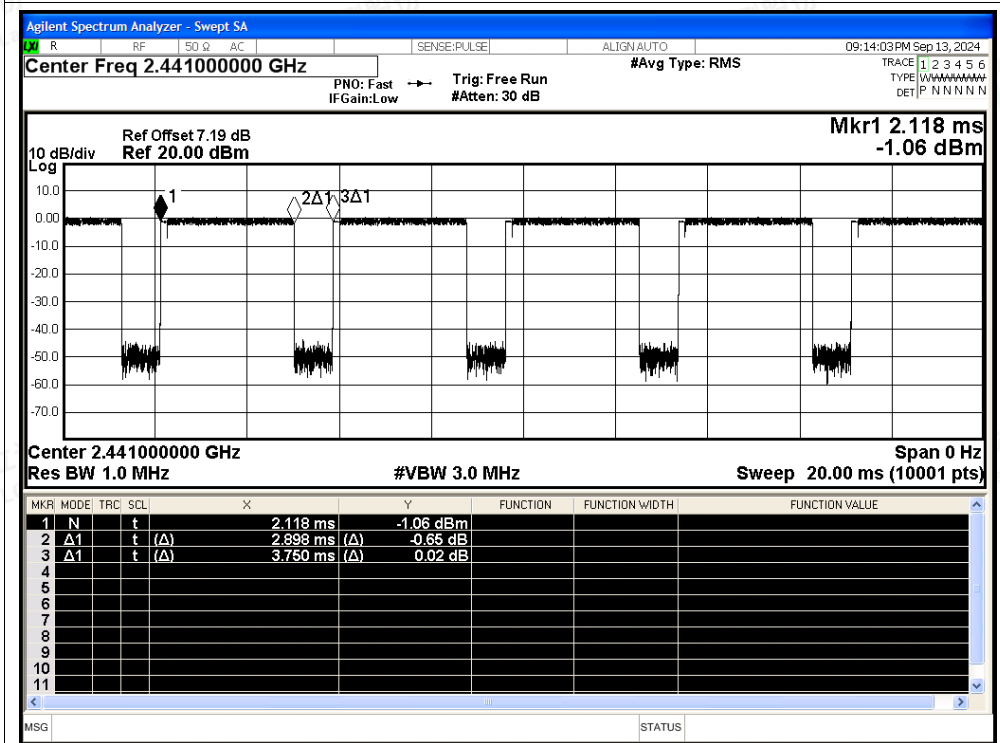 Agilent Spectrum Analyzer - Swept SA
LXI R RF 50 Ω AC SENSE:PULSE ALIGN AUTO 09:14:03 PM Sep 13, 2024
Center Freq 2.441000000 GHz #Avg Type: RMS TRACE 1 2 3 4 5 6
PNO: Fast Trig: Free Run TYPE W
IFGain:Low #Atten: 30 dB DET P N N N N N
Mkr1 2.118 ms
Ref Offset 7.19 dB
10 dB/div Ref 20.00 dBm -1.06 dBm
Log
10.0
1 2Δ1 3Δ1
0.00
-10.0
-20.0
-30.0
-40.0
-50.0
-60.0
-70.0
Center 2.441000000 GHz Span 0 Hz
Res BW 1.0 MHz #VBW 3.0 MHz Sweep 20.00 ms (10001 pts)
MKR MODE TRC SCL X Y FUNCTION FUNCTION WIDTH FUNCTION VALUE
1 N t 2.118 ms -1.06 dBm
2 Δ1 t (Δ) 2.898 ms (Δ) -0.65 dB
3 Δ1 t (Δ) 3.750 ms (Δ) 0.02 dB
4
5
6
7
8
9
10
11
MSG STATUS